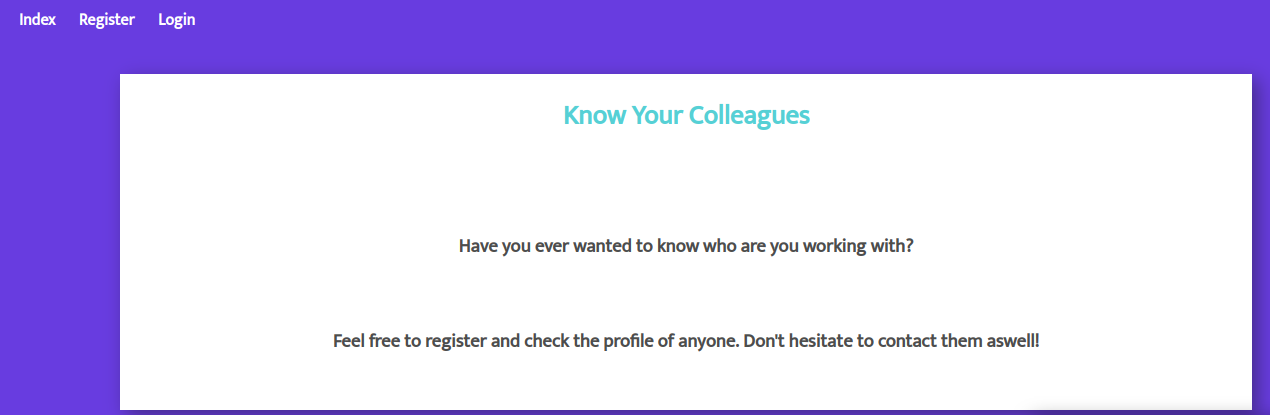 Index Register Login
Know Your Colleagues
Have you ever wanted to know who are you working with?
Feel free to register and check the profile of anyone. Don't hesitate to contact them aswell!